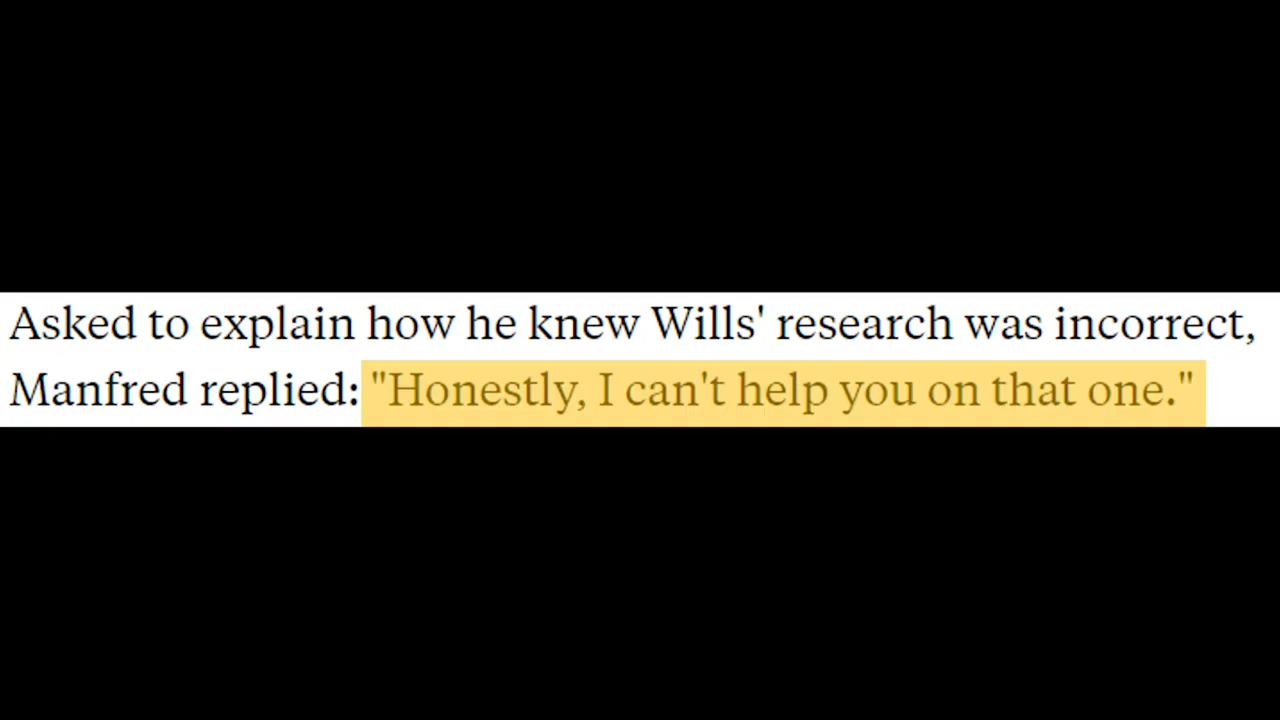 Asked to explain how he knew Wills' research was incorrect,
Manfred replied: "Honestly, I can't help you on that one."